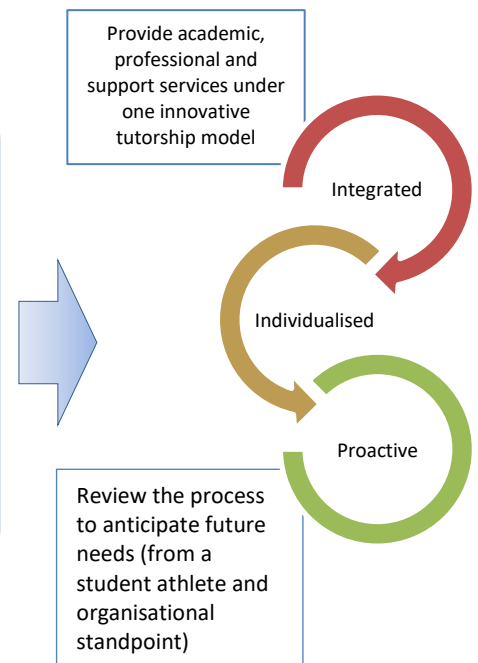 Provide academic,
professional and
support services under
one innovative
tutorship model
Integrated
Individualised
Proactive
Review the process
to anticipate future
needs (from a
student athlete and
organisational
standpoint)